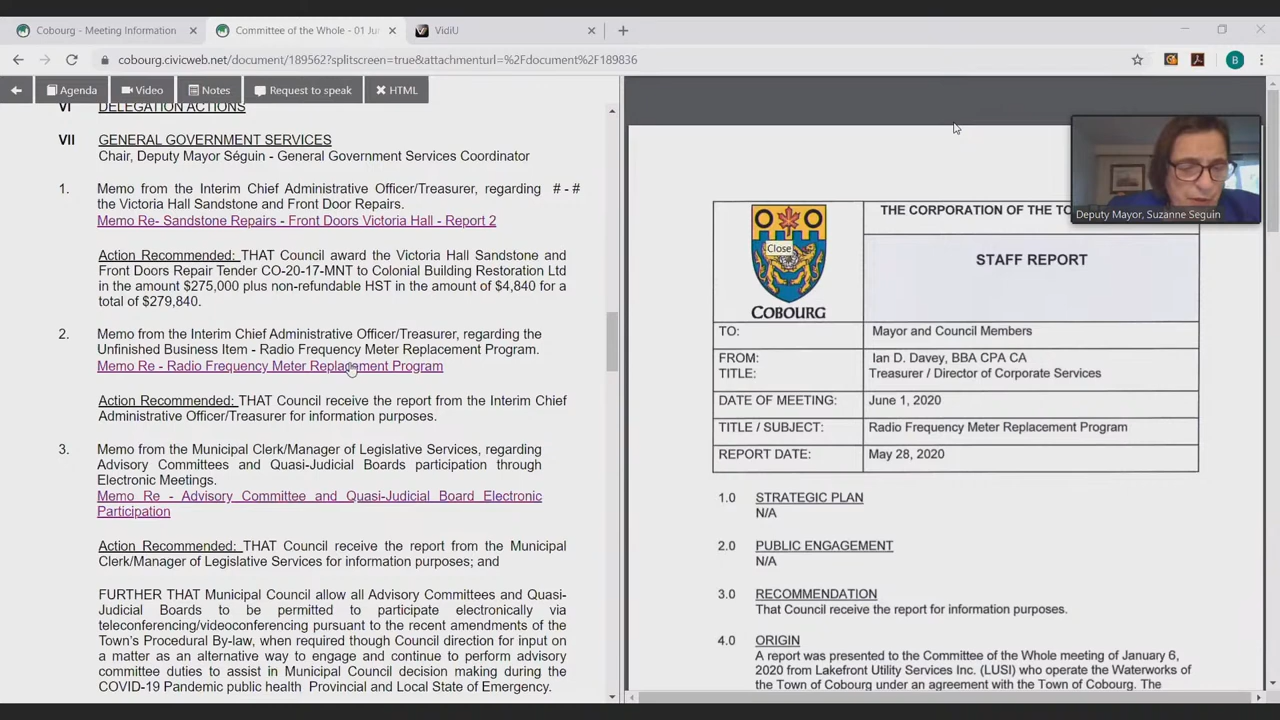 Cobourg - Meeting Information
Committee of the Whole - 01 Ju
VidiU
cobourg.civicweb.net/document/189562?splitscreen=true&attachmenturl=%2Fdocument%2F189836
B
Agenda
Video
Notes
Request to speak
HTML
VI DELEGATION ACTIONS
VII GENERAL GOVERNMENT SERVICES
Chair, Deputy Mayor Séguin - General Government Services Coordinator
1. Memo from the Interim Chief Administrative Officer/Treasurer, regarding # - #
the Victoria Hall Sandstone and Front Door Repairs.
Memo Re- Sandstone Repairs - Front Doors Victoria Hall - Report 2
Action Recommended: THAT Council award the Victoria Hall Sandstone and
Front Doors Repair Tender CO-20-17-MNT to Colonial Building Restoration Ltd
in the amount of $275,000 plus non-refundable HST in the amount of $4,840 for a
total of $279,840.
2. Memo from the Interim Chief Administrative Officer/Treasurer, regarding the
Unfinished Business Item - Radio Frequency Meter Replacement Program.
Memo Re - Radio Frequency Meter Replacement Program
Action Recommended: THAT Council receive the report from the Interim Chief
Administrative Officer/Treasurer for information purposes.
3. Memo from the Municipal Clerk/Manager of Legislative Services, regarding
Advisory Committees and Quasi-Judicial Boards participation through
Electronic Meetings.
Memo Re - Advisory Committee and Quasi-Judicial Board Electronic
Participation
Action Recommended: THAT Council receive the report from the Municipal
Clerk/Manager of Legislative Services for information purposes; and
FURTHER THAT Municipal Council allow all Advisory Committees and Quasi-
Judicial Boards to be permitted to participate electronically via
teleconferencing/videoconferencing pursuant to the recent amendments of the
Town's Procedural By-law, when required though Council direction for input on
a matter as an alternative way to engage and continue to perform advisory
committee duties to assist in Municipal Council decision making during the
COVID-19 Pandemic public health Provincial and Local State of Emergency.
Deputy Mayor, Suzanne Seguin
Close
COBOURG
THE CORPORATION OF THE TO
STAFF REPORT
TO: Mayor and Council Members
FROM: Ian D. Davey, BBA CPA CA
TITLE: Treasurer / Director of Corporate Services
DATE OF MEETING: June 1, 2020
TITLE / SUBJECT: Radio Frequency Meter Replacement Program
REPORT DATE: May 28, 2020
1.0 STRATEGIC PLAN
N/A
2.0 PUBLIC ENGAGEMENT
N/A
3.0 RECOMMENDATION
That Council receive the report for information purposes.
4.0 ORIGIN
A report was presented to the Committee of the Whole meeting of January 6,
2020 from Lakefront Utility Services Inc. (LUSI) who operate the Waterworks of
the Town of Cobourg under an agreement with the Town of Cobourg. The